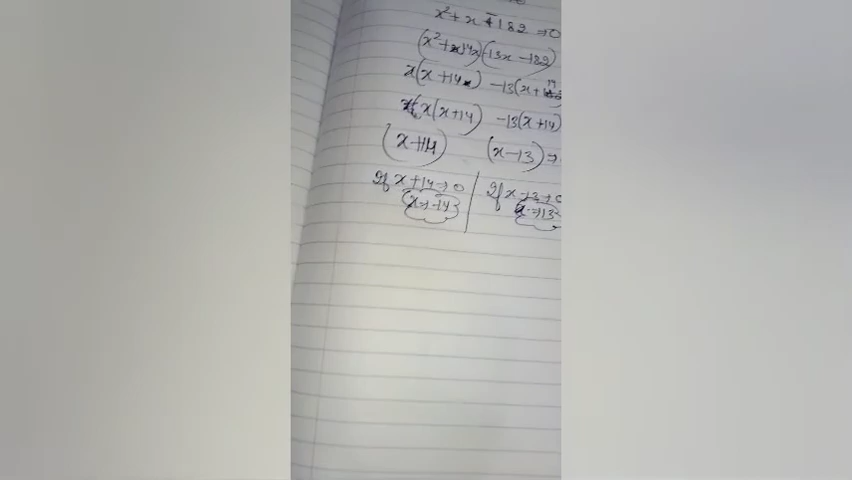 x² + x - 182 → 0
(x² + 14x) (-13x - 182)
x(x + 14) -13(x + 14
x(x + 14) -13(x + 14)
(x + 14) (x - 13) →
If x + 14 → 0 If x - 13 → 0
x → -14 x → 13